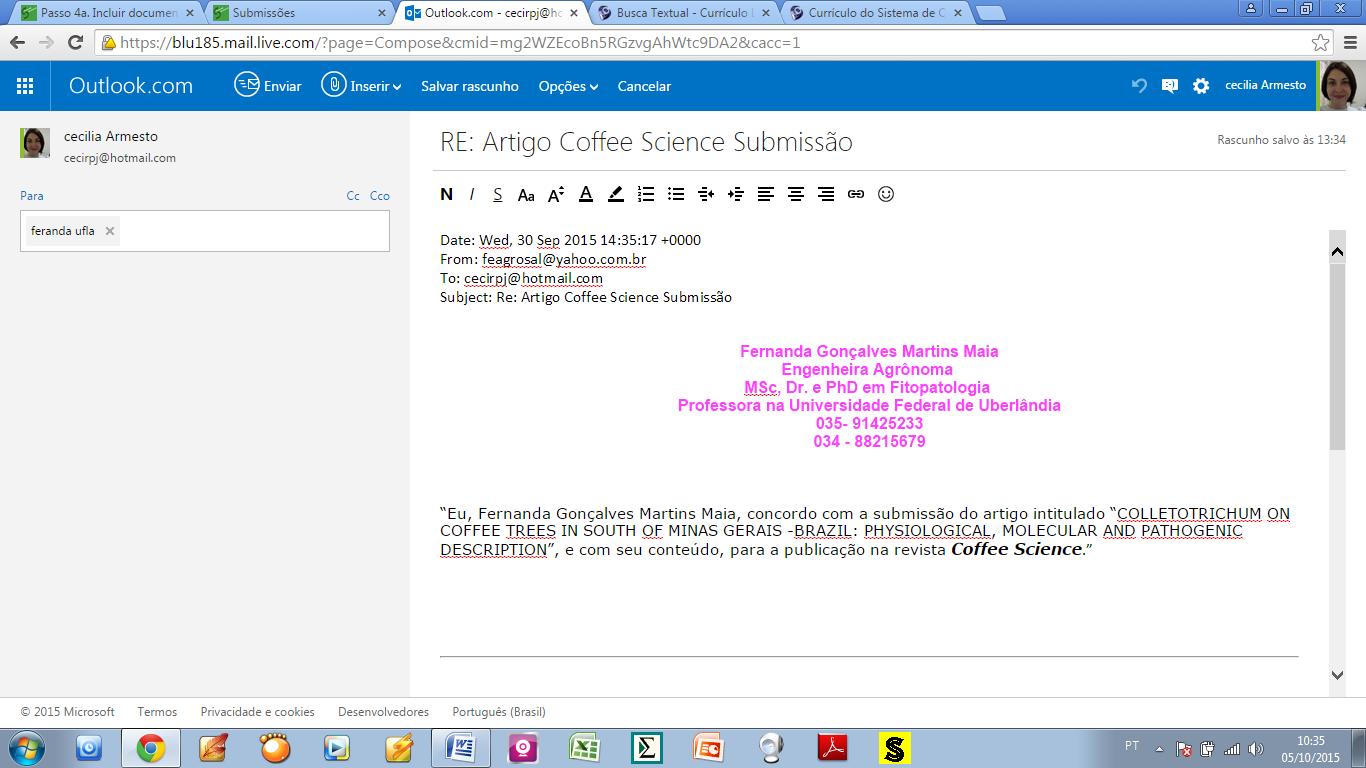 Passo 4a. Incluir documen
Submissões
Outlook.com - cecirpj@ho
Busca Textual - Currículo L
Currículo do Sistema de C
https://blu185.mail.live.com/?page=Compose&cmid=mg2WZEcoBn5RGzvgAhWtc9DA2&cacc=1
Outlook.com
Enviar
Inserir
Salvar rascunho
Opções
Cancelar
cecilia Armesto
cecilia Armesto
cecirpj@hotmail.com
Para
Cc Cco
feranda ufla
RE: Artigo Coffee Science Submissão
Rascunho salvo às 13:34
N I S Aa A A
Date: Wed, 30 Sep 2015 14:35:17 +0000
From: feagrosal@yahoo.com.br
To: cecirpj@hotmail.com
Subject: Re: Artigo Coffee Science Submissão
Fernanda Gonçalves Martins Maia
Engenheira Agrônoma
MSc, Dr. e PhD em Fitopatologia
Professora na Universidade Federal de Uberlândia
035- 91425233
034 - 88215679
“Eu, Fernanda Gonçalves Martins Maia, concordo com a submissão do artigo intitulado “COLLETOTRICHUM ON
COFFEE TREES IN SOUTH OF MINAS GERAIS -BRAZIL: PHYSIOLOGICAL, MOLECULAR AND PATHOGENIC
DESCRIPTION”, e com seu conteúdo, para a publicação na revista Coffee Science.”
© 2015 Microsoft
Termos
Privacidade e cookies
Desenvolvedores
Português (Brasil)
PT
10:35
05/10/2015